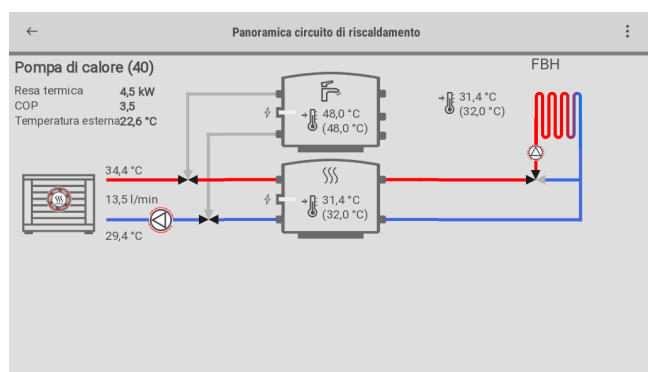 Panoramica circuito di riscaldamento
Pompa di calore (40)
Resa termica 4,5 kW
COP 3,5
Temperatura esterna 22,6 °C
FBH
48,0 °C
(48,0 °C)
31,4 °C
(32,0 °C)
34,4 °C
13,5 l/min
29,4 °C
31,4 °C
(32,0 °C)